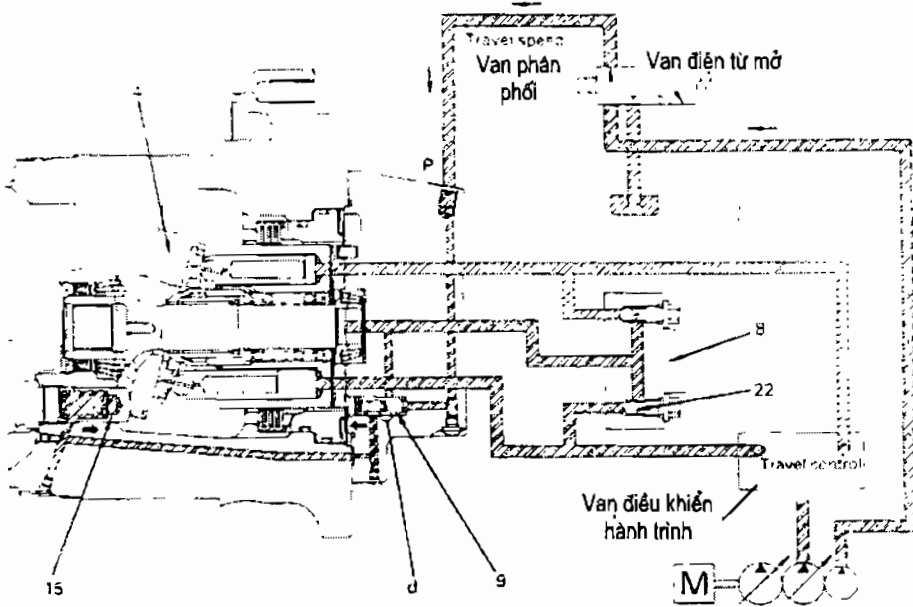 Travel speed
Van phân
phối
Van điện từ mở
P
8
22
Travel control
Van điều khiển
hành trình
15
d
9
M